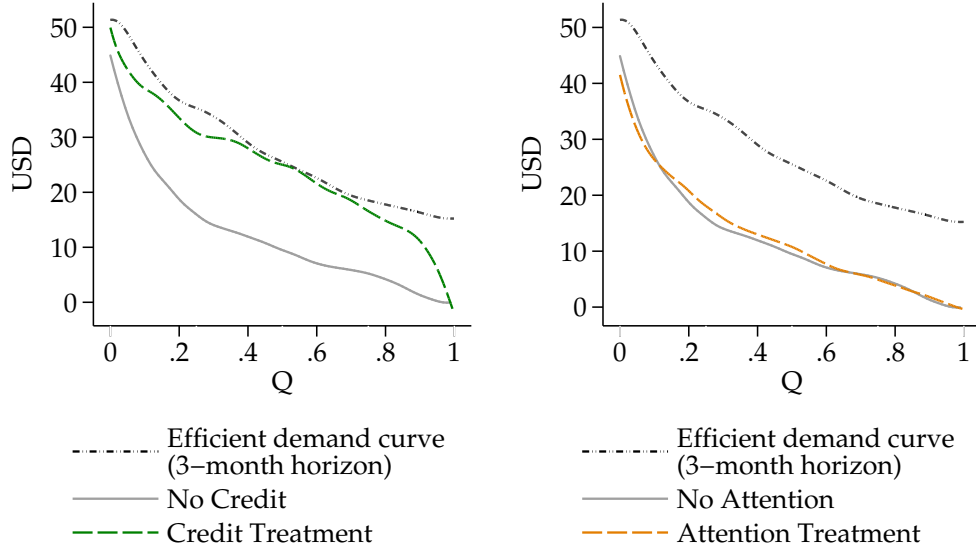 50
40
30
20
10
0
USD
0
.2
.4
.6
.8
1
Q
Efficient demand curve
(3−month horizon)
No Credit
Credit Treatment
50
40
30
20
10
0
USD
0
.2
.4
.6
.8
1
Q
Efficient demand curve
(3−month horizon)
No Attention
Attention Treatment